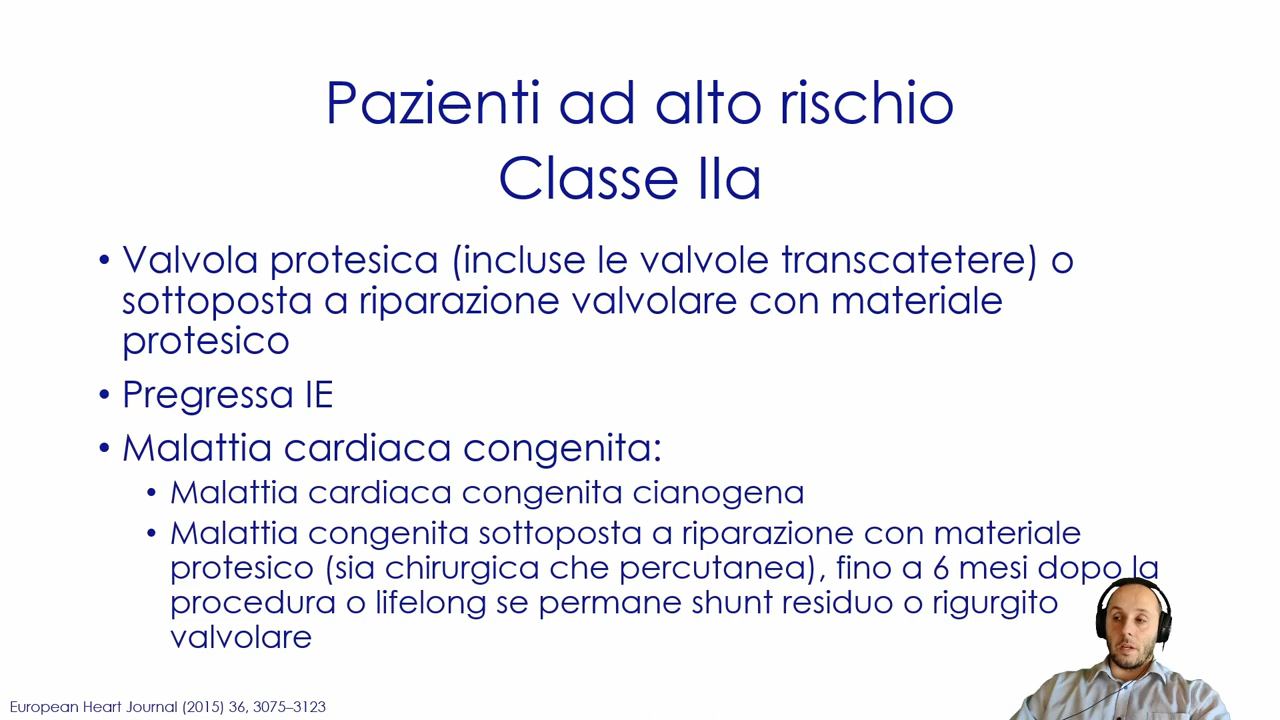 Pazienti ad alto rischio
Classe IIa
• Valvola protesica (incluse le valvole transcatetere) o
sottoposta a riparazione valvolare con materiale
protesico
• Pregressa IE
• Malattia cardiaca congenita:
• Malattia cardiaca congenita cianogena
• Malattia congenita sottoposta a riparazione con materiale
protesico (sia chirurgica che percutanea), fino a 6 mesi dopo la
procedura o lifelong se permane shunt residuo o rigurgito
valvolare
European Heart Journal (2015) 36, 3075–3123